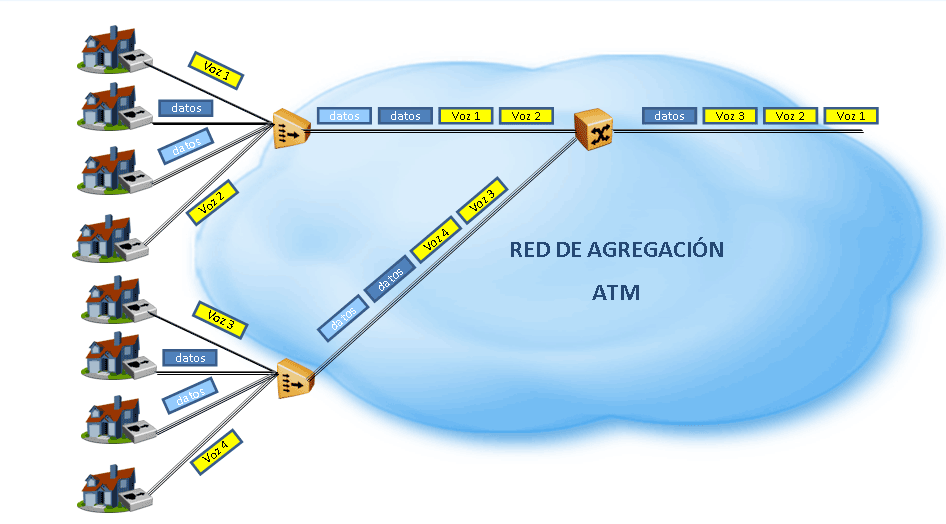 Voz 1
datos
datos
Voz 2
datos datos Voz 1 Voz 2
datos Voz 3 Voz 2 Voz 1
datos datos Voz 4 Voz 3
RED DE AGREGACIÓN
ATM
Voz 3
datos
datos
Voz 4